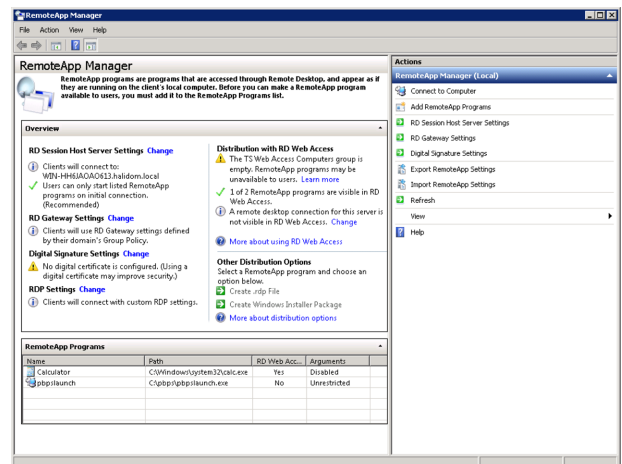 RemoteApp Manager
File Action View Help
RemoteApp Manager
RemoteApp programs are programs that are accessed through Remote Desktop, and appear as if
they are running on the client's local computer. Before you can make a RemoteApp program
available to users, you must add it to the RemoteApp Programs list.
Overview
RD Session Host Server Settings Change
Clients will connect to:
WIN-HH6JAOAO613.halidom.local
Users can only start listed RemoteApp
programs on initial connection.
(Recommended)
RD Gateway Settings Change
Clients will use RD Gateway settings defined
by their domain's Group Policy.
Digital Signature Settings Change
No digital certificate is configured. (Using a
digital certificate may improve security.)
RDP Settings Change
Clients will connect with custom RDP settings.
Distribution with RD Web Access
The TS Web Access Computers group is
empty. RemoteApp programs may be
unavailable to users. Learn more
1 of 2 RemoteApp programs are visible in RD
Web Access.
A remote desktop connection for this server is
not visible in RD Web Access. Change
More about using RD Web Access
Other Distribution Options
Select a RemoteApp program and choose an
option below.
Create .rdp File
Create Windows Installer Package
More about distribution options
RemoteApp Programs
Name Path RD Web Acc... Arguments
Calculator C:\Windows\system32\calc.exe Yes Disabled
pbpslaunch C:\pbps\pbpslaunch.exe No Unrestricted
Actions
RemoteApp Manager (Local)
Connect to Computer
Add RemoteApp Programs
RD Session Host Server Settings
RD Gateway Settings
Digital Signature Settings
Export RemoteApp Settings
Import RemoteApp Settings
Refresh
View
Help